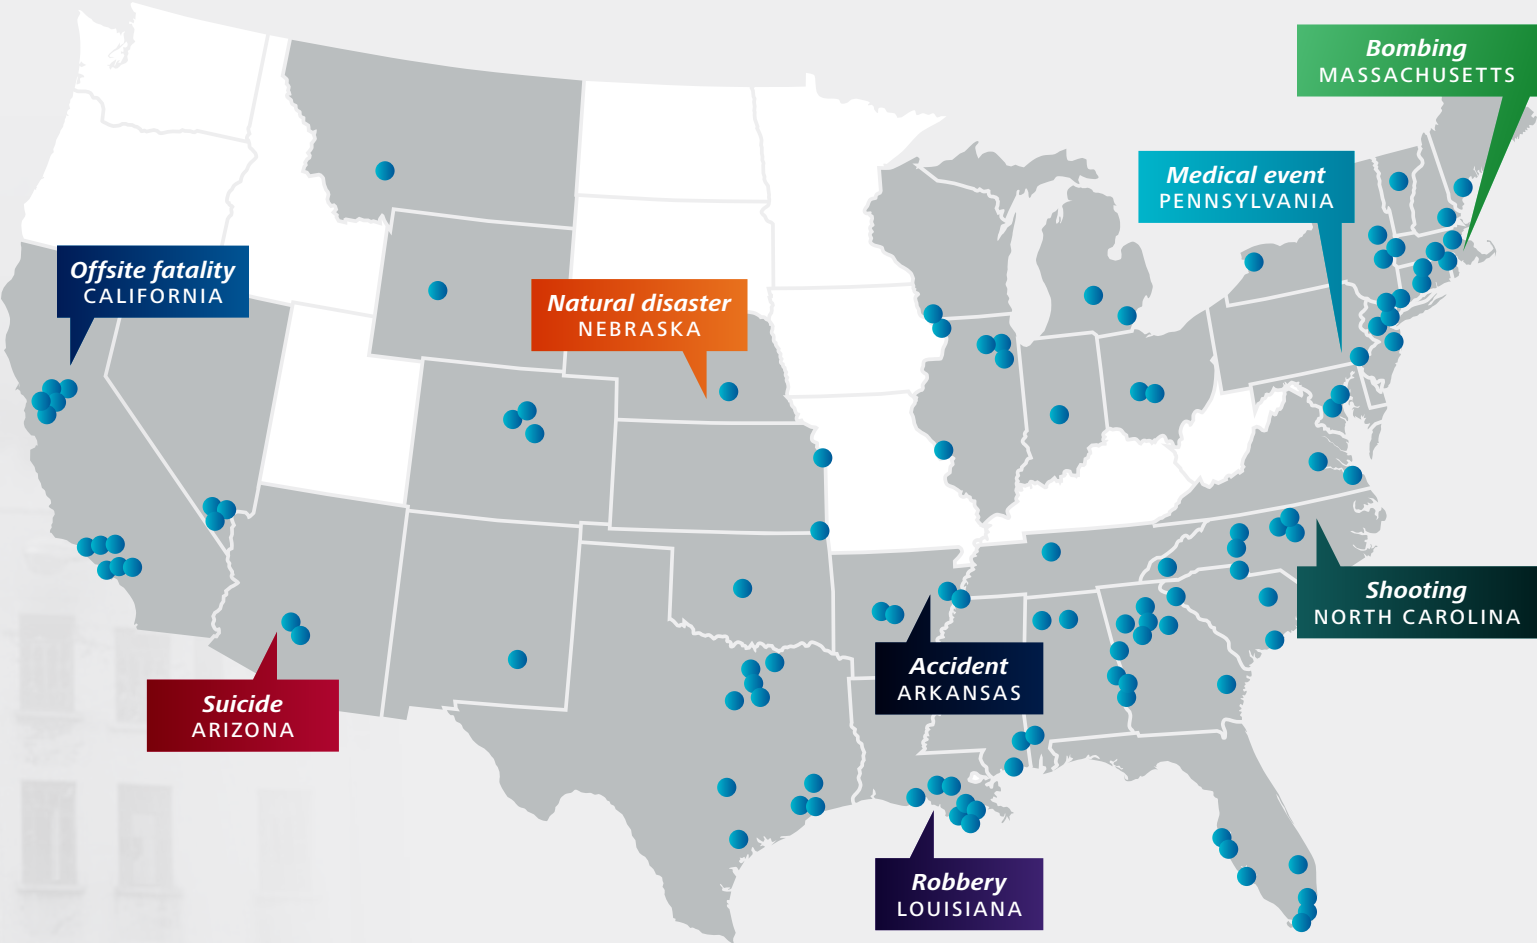 Bombing
MASSACHUSETTS
Medical event
PENNSYLVANIA
Offsite fatality
CALIFORNIA
Natural disaster
NEBRASKA
Shooting
NORTH CAROLINA
Accident
ARKANSAS
Suicide
ARIZONA
Robbery
LOUISIANA